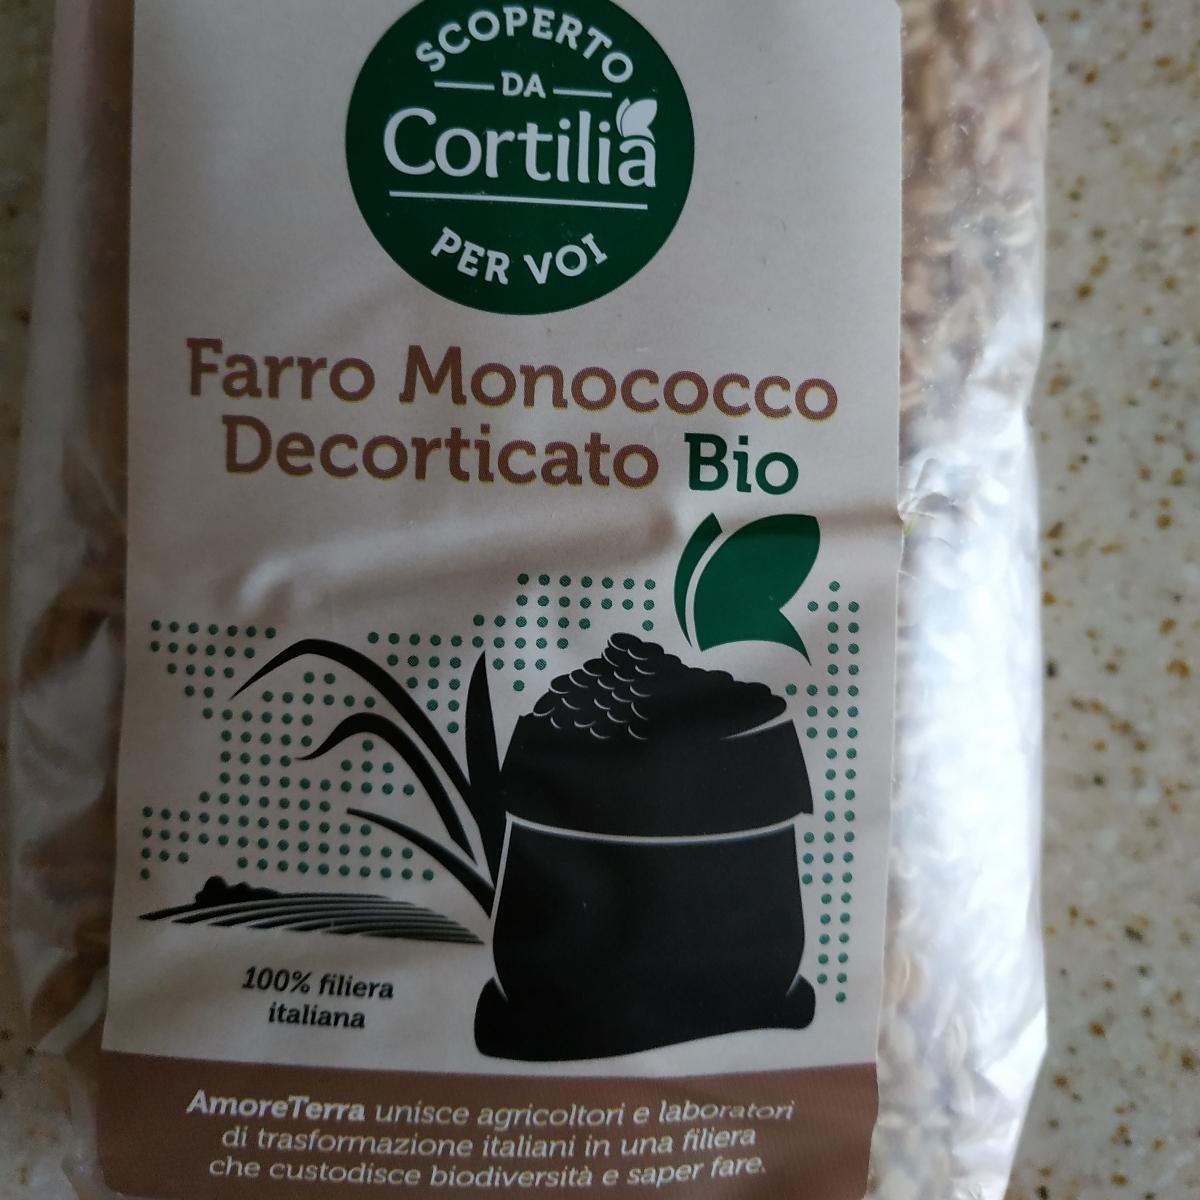 SCOPERTO
DA
Cortilia
PER VOI
Farro Monococco
Decorticato Bio
100% filiera
italiana
AmoreTerra unisce agricoltori e laboratori
di trasformazione italiani in una filiera
che custodisce biodiversità e saper fare.